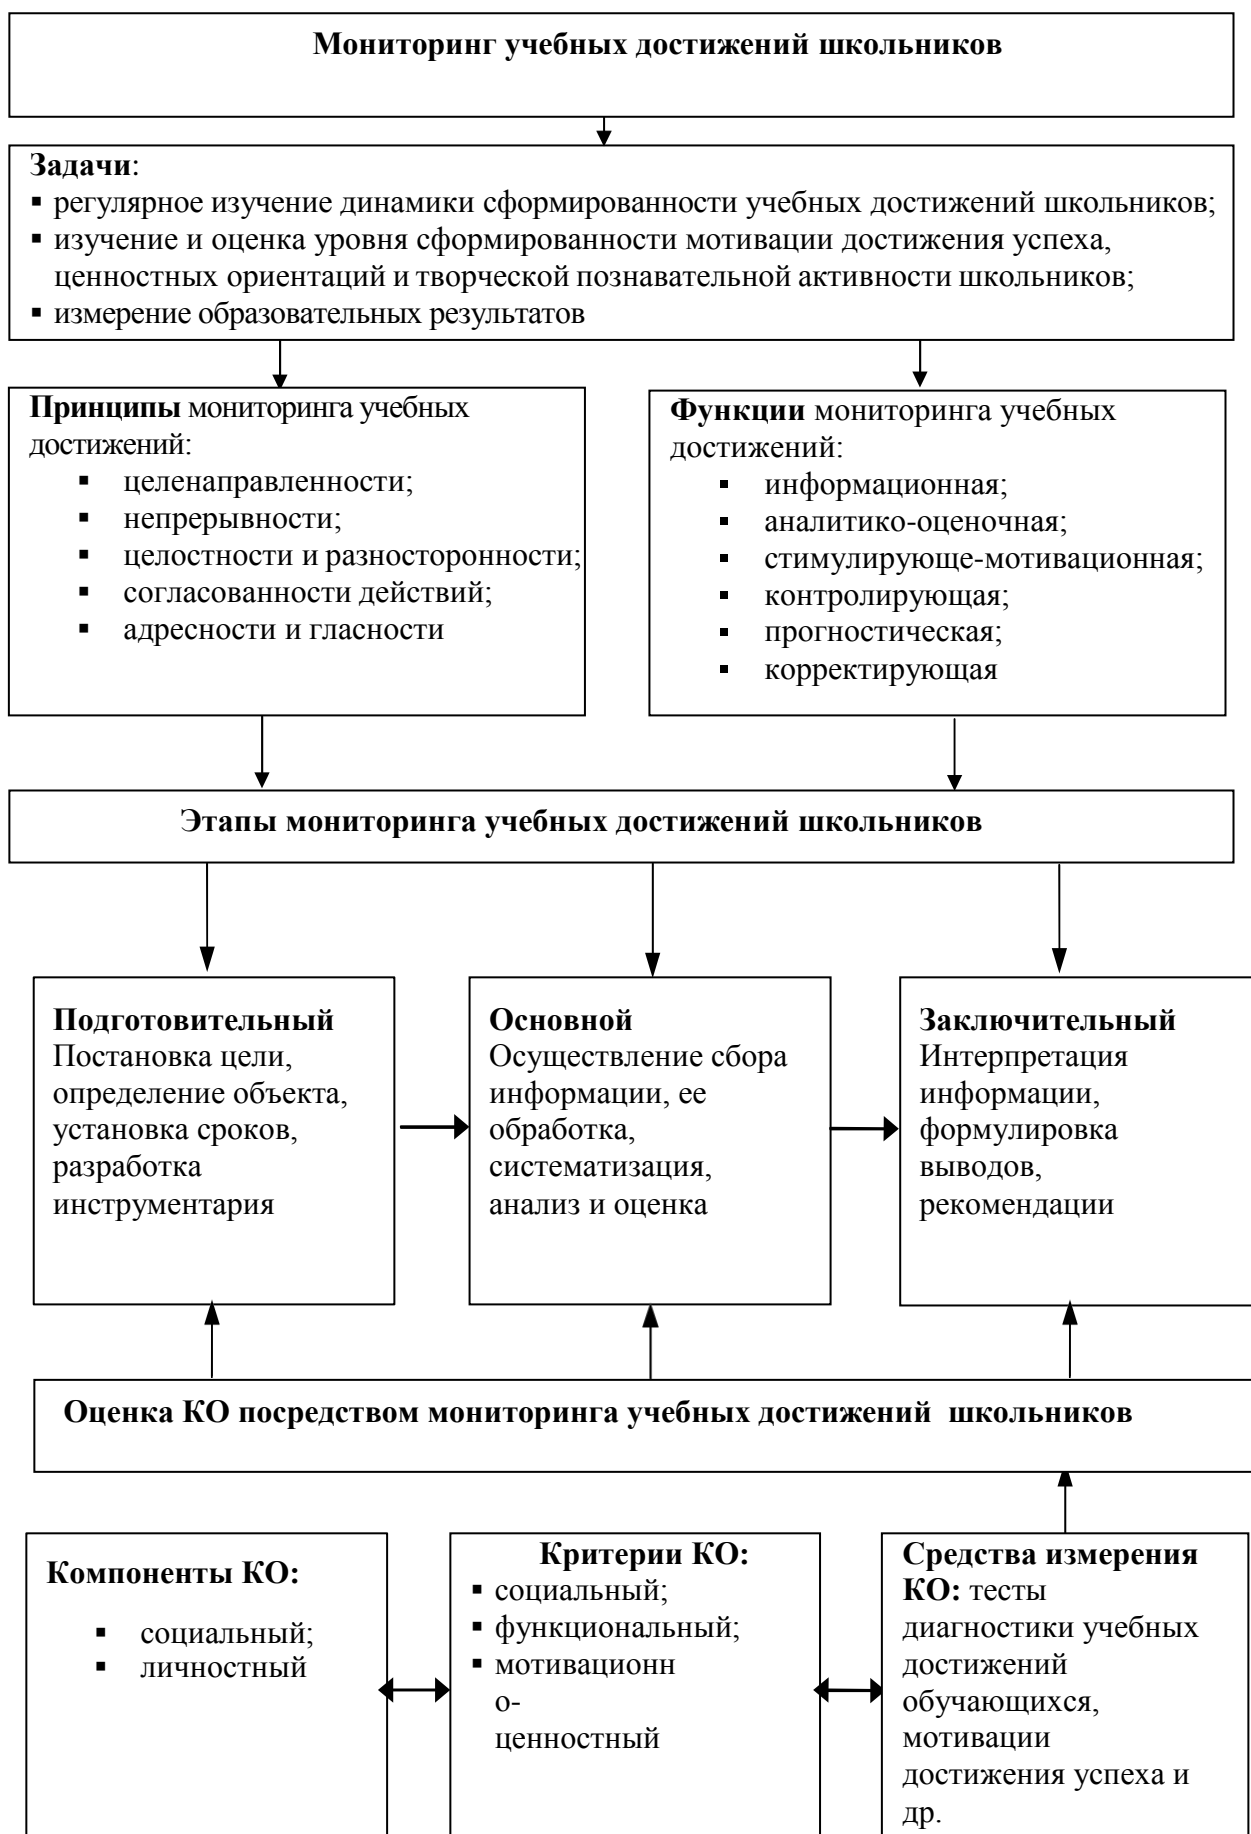 Мониторинг учебных достижений школьников
Задачи:
▪ регулярное изучение динамики сформированности учебных достижений школьников;
▪ изучение и оценка уровня сформированности мотивации достижения успеха,
ценностных ориентаций и творческой познавательной активности школьников;
▪ измерение образовательных результатов
Принципы мониторинга учебных
достижений:
▪ целенаправленности;
▪ непрерывности;
▪ целостности и разносторонности;
▪ согласованности действий;
▪ адресности и гласности
Функции мониторинга учебных
достижений:
▪ информационная;
▪ аналитико-оценочная;
▪ стимулирующе-мотивационная;
▪ контролирующая;
▪ прогностическая;
▪ корректирующая
Этапы мониторинга учебных достижений школьников
Подготовительный
Постановка цели,
определение объекта,
установка сроков,
разработка
инструментария
Основной
Осуществление сбора
информации, ее
обработка,
систематизация,
анализ и оценка
Заключительный
Интерпретация
информации,
формулировка
выводов,
рекомендации
Оценка КО посредством мониторинга учебных достижений школьников
Компоненты КО:
▪ социальный;
▪ личностный
Критерии КО:
▪ социальный;
▪ функциональный;
▪ мотивационн
о-
ценностный
Средства измерения
КО: тесты
диагностики учебных
достижений
обучающихся,
мотивации
достижения успеха и
др.